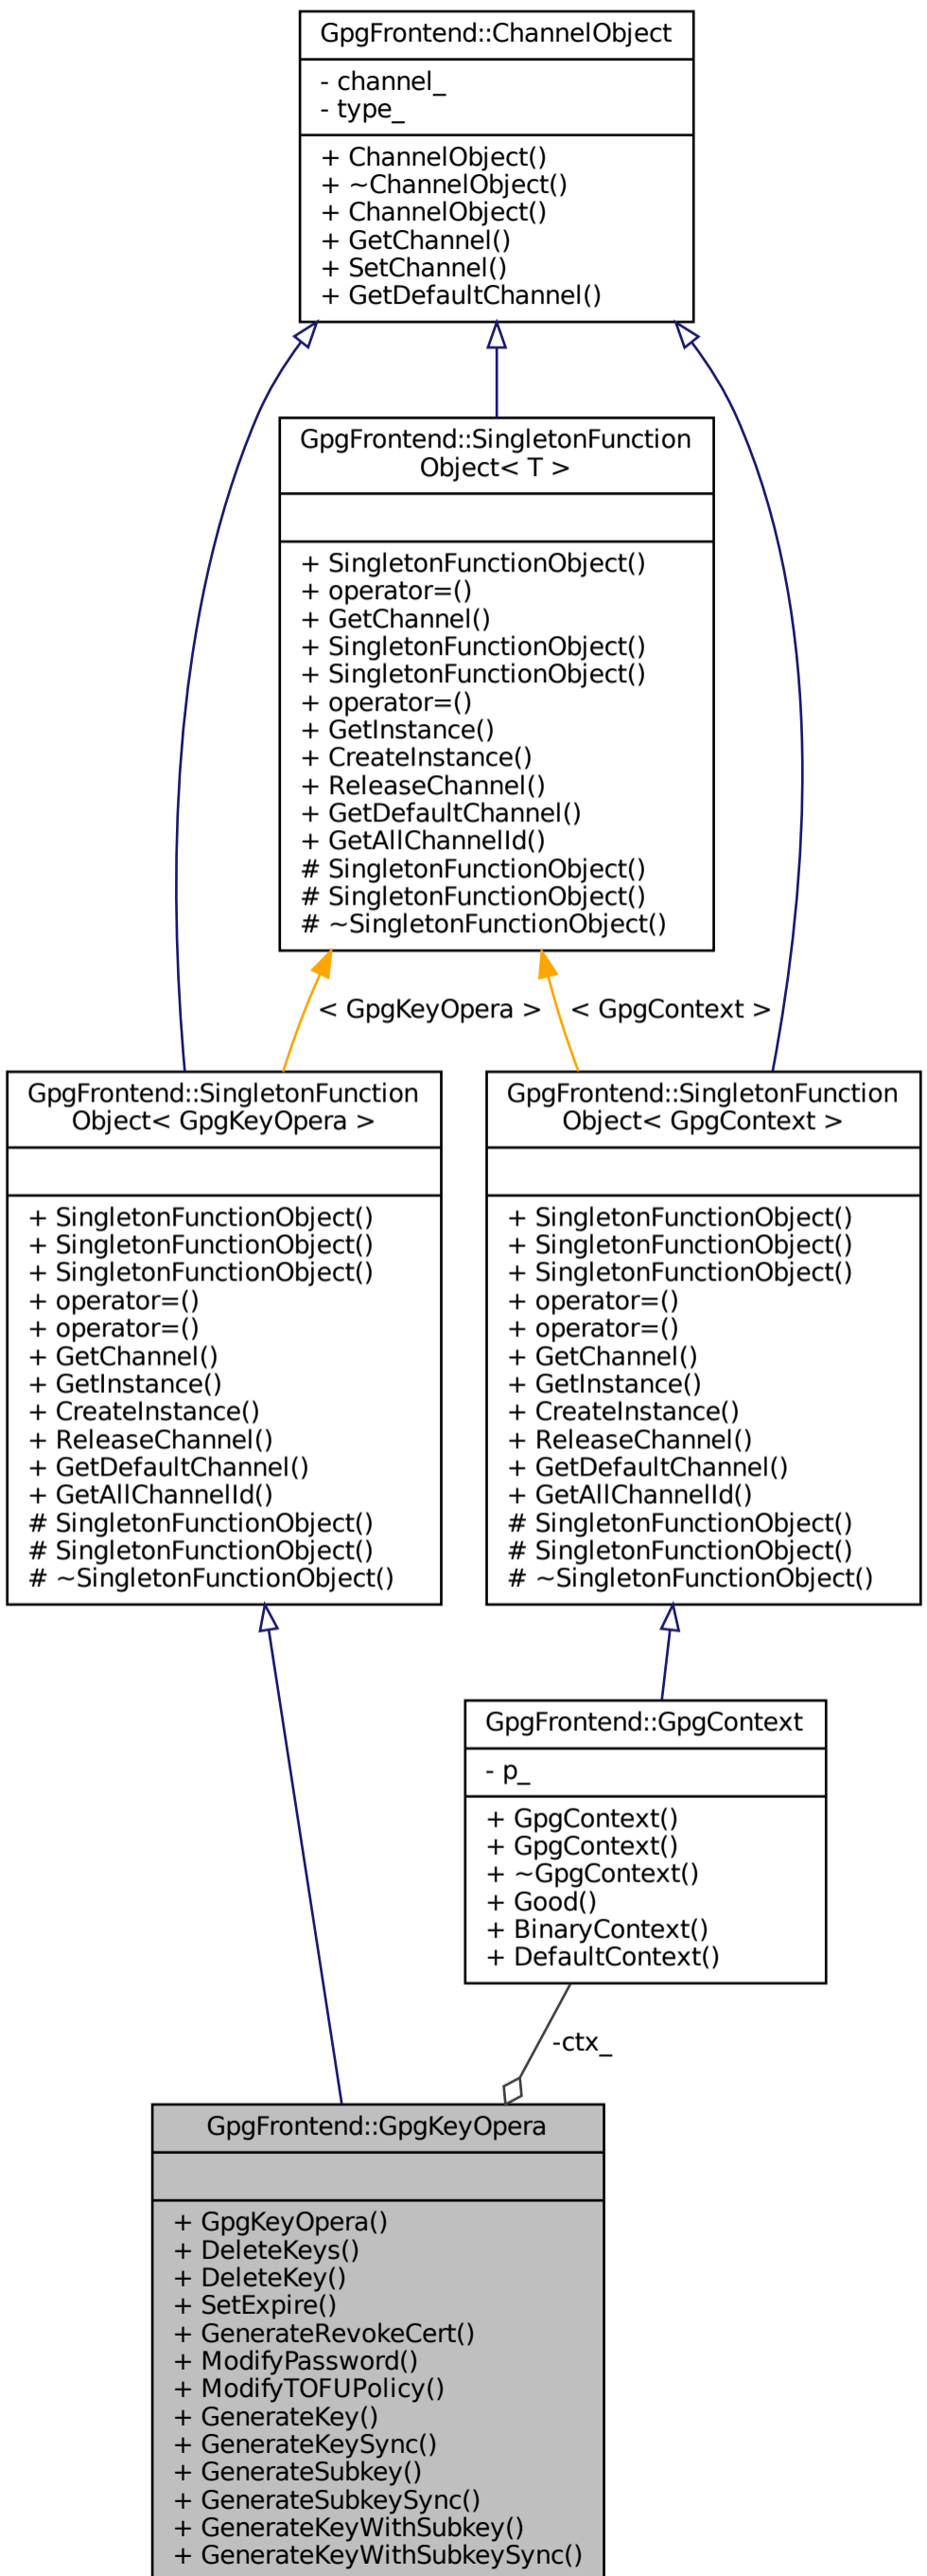 GpgFrontend::ChannelObject
- channel_
- type_
+ ChannelObject()
+ ~ChannelObject()
+ ChannelObject()
+ GetChannel()
+ SetChannel()
+ GetDefaultChannel()
GpgFrontend::SingletonFunction
Object< T >
+ SingletonFunctionObject()
+ operator=()
+ GetChannel()
+ SingletonFunctionObject()
+ SingletonFunctionObject()
+ operator=()
+ GetInstance()
+ CreateInstance()
+ ReleaseChannel()
+ GetDefaultChannel()
+ GetAllChannelId()
# SingletonFunctionObject()
# SingletonFunctionObject()
# ~SingletonFunctionObject()
< GpgKeyOpera >
< GpgContext >
GpgFrontend::SingletonFunction
Object< GpgKeyOpera >
+ SingletonFunctionObject()
+ SingletonFunctionObject()
+ SingletonFunctionObject()
+ operator=()
+ operator=()
+ GetChannel()
+ GetInstance()
+ CreateInstance()
+ ReleaseChannel()
+ GetDefaultChannel()
+ GetAllChannelId()
# SingletonFunctionObject()
# SingletonFunctionObject()
# ~SingletonFunctionObject()
GpgFrontend::SingletonFunction
Object< GpgContext >
+ SingletonFunctionObject()
+ SingletonFunctionObject()
+ SingletonFunctionObject()
+ operator=()
+ operator=()
+ GetChannel()
+ GetInstance()
+ CreateInstance()
+ ReleaseChannel()
+ GetDefaultChannel()
+ GetAllChannelId()
# SingletonFunctionObject()
# SingletonFunctionObject()
# ~SingletonFunctionObject()
GpgFrontend::GpgContext
- p_
+ GpgContext()
+ GpgContext()
+ ~GpgContext()
+ Good()
+ BinaryContext()
+ DefaultContext()
-ctx_
GpgFrontend::GpgKeyOpera
+ GpgKeyOpera()
+ DeleteKeys()
+ DeleteKey()
+ SetExpire()
+ GenerateRevokeCert()
+ ModifyPassword()
+ ModifyTOFUPolicy()
+ GenerateKey()
+ GenerateKeySync()
+ GenerateSubkey()
+ GenerateSubkeySync()
+ GenerateKeyWithSubkey()
+ GenerateKeyWithSubkeySync()